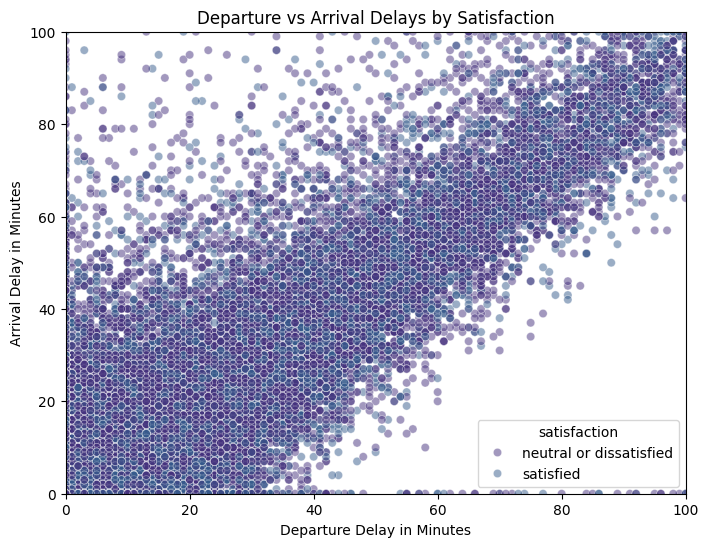 Departure vs Arrival Delays by Satisfaction
100
80
60
40
20
0
Arrival Delay in Minutes
satisfaction
neutral or dissatisfied
satisfied
0 20 40 60 80 100
Departure Delay in Minutes